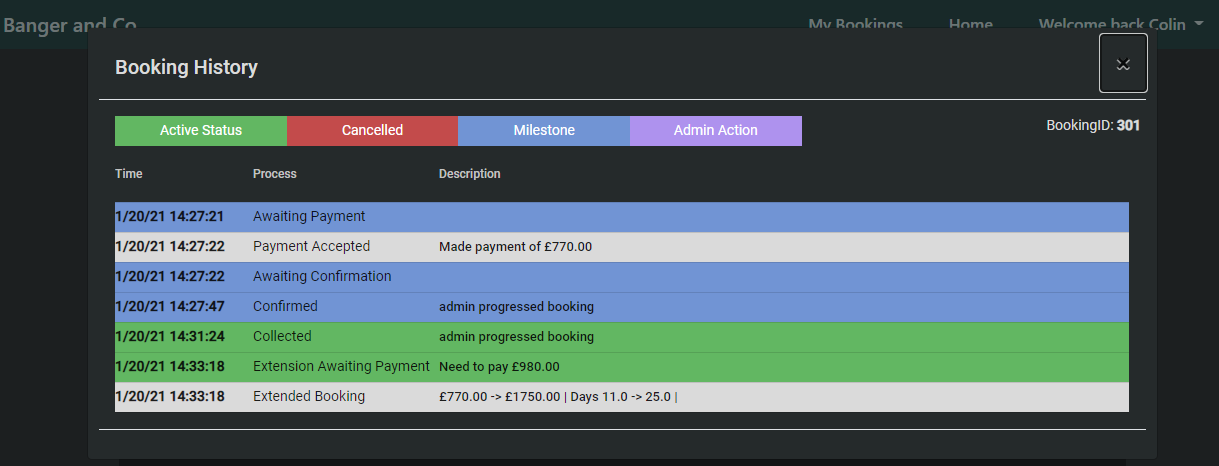 Banger and Co
My Bookings Home Welcome back Colin
Booking History
×
Active Status Cancelled Milestone Admin Action
BookingID: 301
Time Process Description
1/20/21 14:27:21 Awaiting Payment
1/20/21 14:27:22 Payment Accepted Made payment of £770.00
1/20/21 14:27:22 Awaiting Confirmation
1/20/21 14:27:47 Confirmed admin progressed booking
1/20/21 14:31:24 Collected admin progressed booking
1/20/21 14:33:18 Extension Awaiting Payment Need to pay £980.00
1/20/21 14:33:18 Extended Booking £770.00 -> £1750.00 | Days 11.0 -> 25.0 |